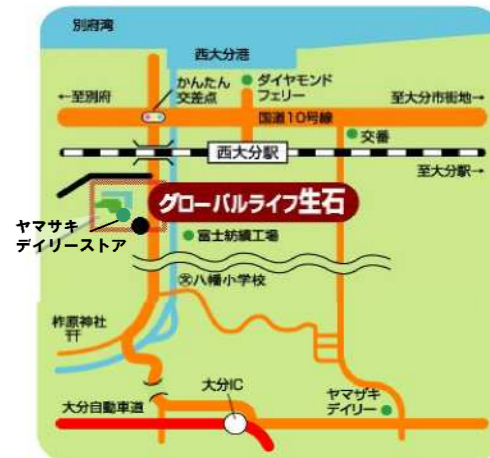 別府湾
西大分港
かんたん
交差点
ダイヤモンド
フェリー
←至別府
至大分市街地→
国道10号線
交番
西大分駅
至大分駅→
グローバルライフ生石
ヤマサキ
デイリーストア
富士紡績工場
㊛八幡小学校
柞原神社
大分IC
大分自動車道
ヤマザキ
デイリー